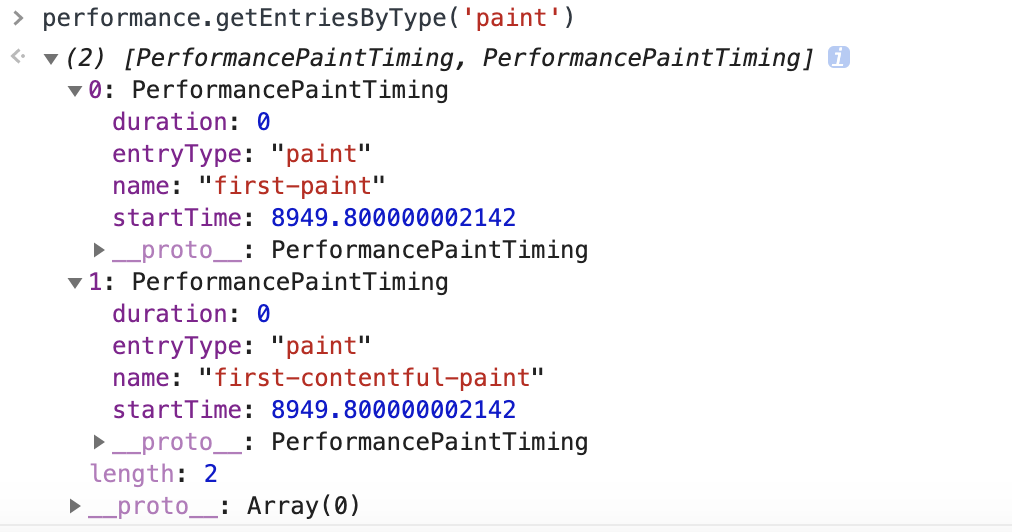 > performance.getEntriesByType('paint')
(2) [PerformancePaintTiming, PerformancePaintTiming] i
0: PerformancePaintTiming
duration: 0
entryType: "paint"
name: "first-paint"
startTime: 8949.800000002142
__proto__: PerformancePaintTiming
1: PerformancePaintTiming
duration: 0
entryType: "paint"
name: "first-contentful-paint"
startTime: 8949.800000002142
__proto__: PerformancePaintTiming
length: 2
__proto__: Array(0)